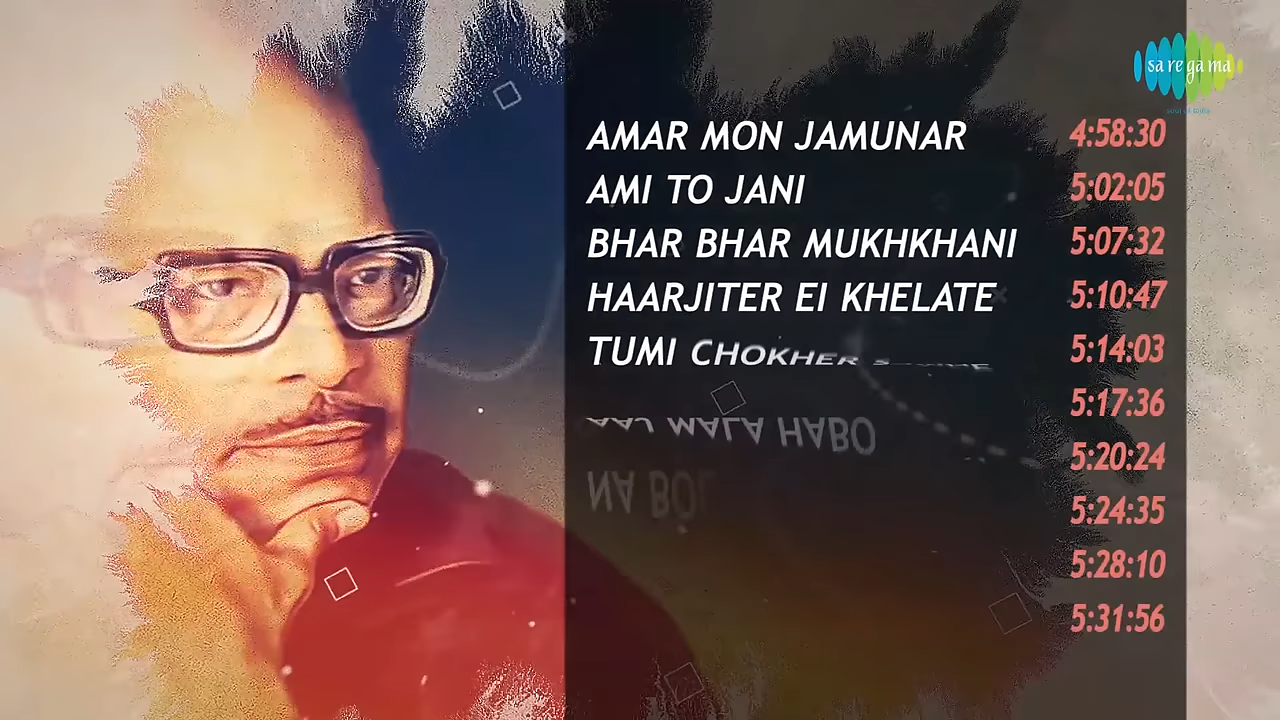 sa re ga ma
AMAR MON JAMUNAR 4:58:30
AMI TO JANI 5:02:05
BHAR BHAR MUKHKHANI 5:07:32
HAARJITER EI KHELATE 5:10:47
TUMI CHOKHER 5:14:03
MALA HABO 5:17:36
NA 5:20:24
5:24:35
5:28:10
5:31:56